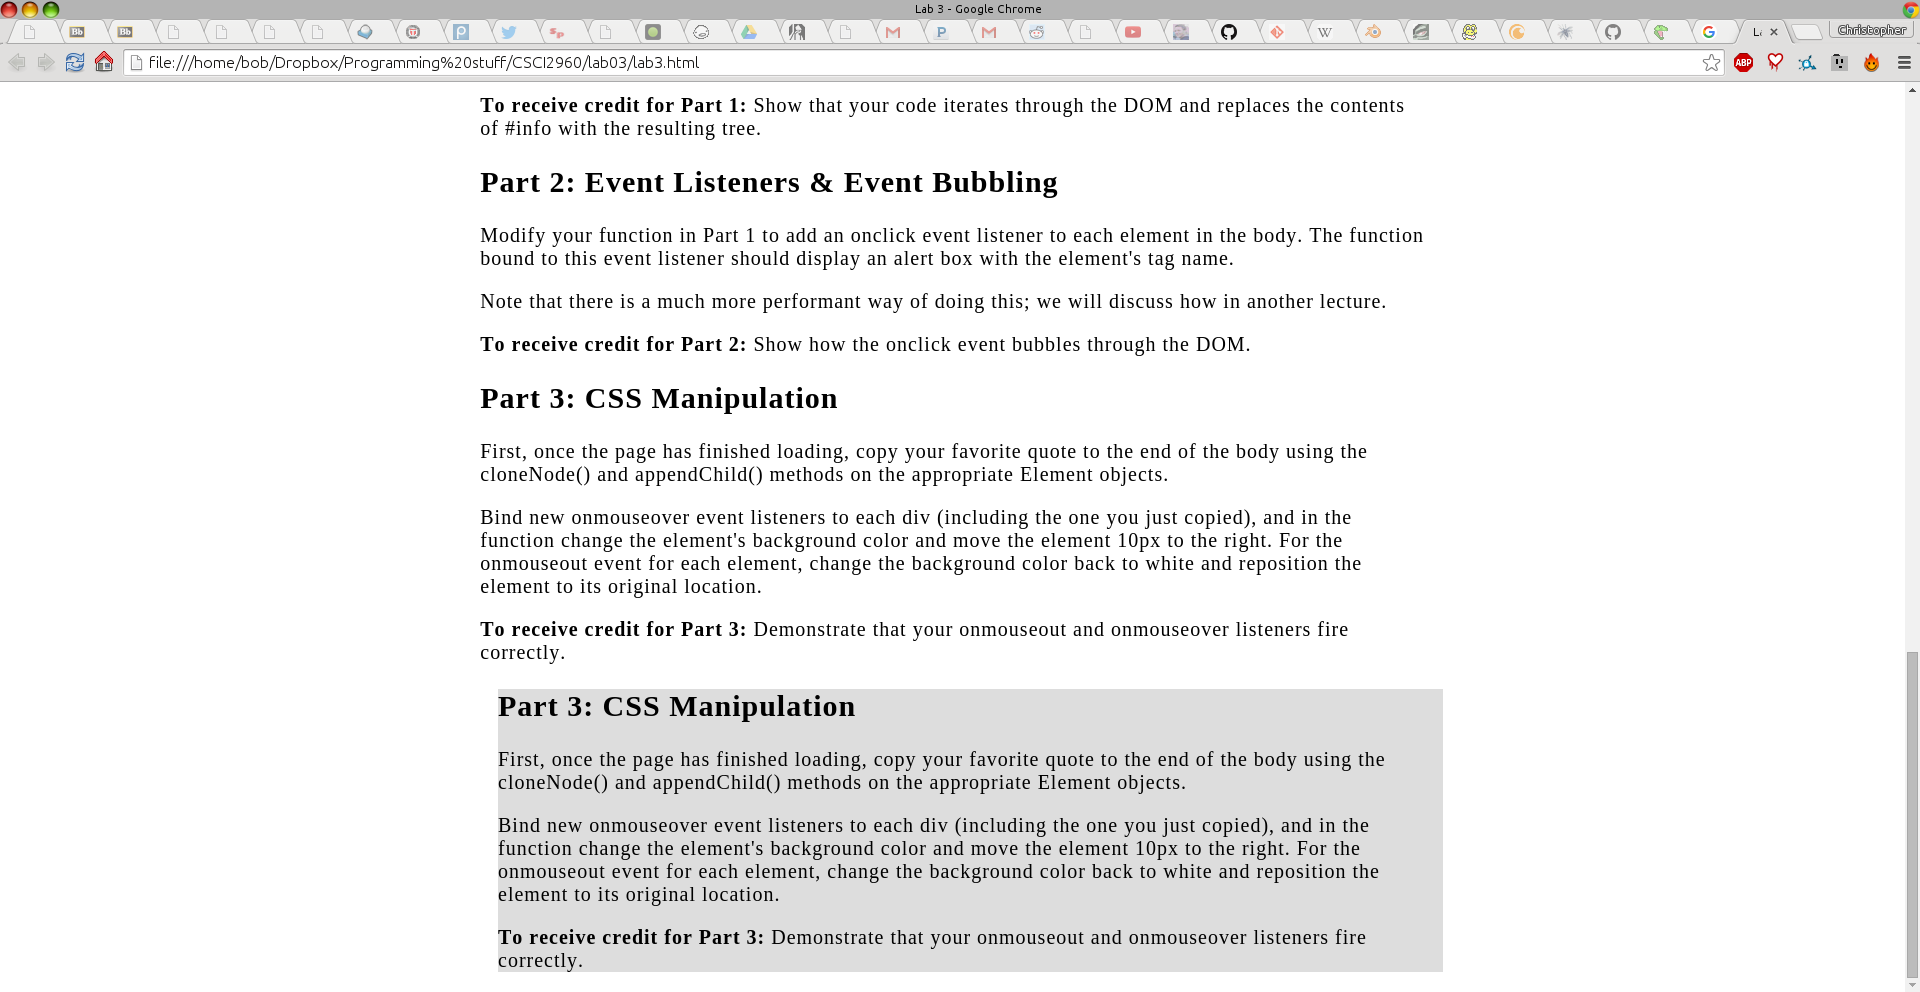 Lab 3 - Google Chrome
Bb
Bb
P
sp
P
W
G
La
Christopher
file:///home/bob/Dropbox/Programming%20stuff/CSCI2960/lab03/lab3.html
ABP
To receive credit for Part 1: Show that your code iterates through the DOM and replaces the contents
of #info with the resulting tree.
Part 2: Event Listeners & Event Bubbling
Modify your function in Part 1 to add an onclick event listener to each element in the body. The function
bound to this event listener should display an alert box with the element's tag name.
Note that there is a much more performant way of doing this; we will discuss how in another lecture.
To receive credit for Part 2: Show how the onclick event bubbles through the DOM.
Part 3: CSS Manipulation
First, once the page has finished loading, copy your favorite quote to the end of the body using the
cloneNode() and appendChild() methods on the appropriate Element objects.
Bind new onmouseover event listeners to each div (including the one you just copied), and in the
function change the element's background color and move the element 10px to the right. For the
onmouseout event for each element, change the background color back to white and reposition the
element to its original location.
To receive credit for Part 3: Demonstrate that your onmouseout and onmouseover listeners fire
correctly.
Part 3: CSS Manipulation
First, once the page has finished loading, copy your favorite quote to the end of the body using the
cloneNode() and appendChild() methods on the appropriate Element objects.
Bind new onmouseover event listeners to each div (including the one you just copied), and in the
function change the element's background color and move the element 10px to the right. For the
onmouseout event for each element, change the background color back to white and reposition the
element to its original location.
To receive credit for Part 3: Demonstrate that your onmouseout and onmouseover listeners fire
correctly.